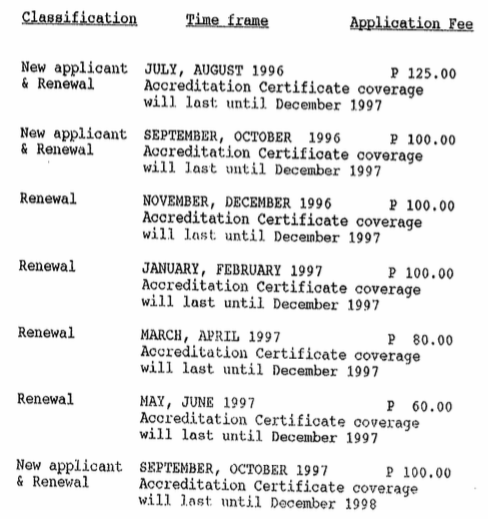 Classification Time frame Application Fee
New applicant JULY, AUGUST 1996 P 125.00
& Renewal Accreditation Certificate coverage
will last until December 1997
New applicant SEPTEMBER, OCTOBER 1996 P 100.00
& Renewal Accreditation Certificate coverage
will last until December 1997
Renewal NOVEMBER, DECEMBER 1996 P 100.00
Accreditation Certificate coverage
will last until December 1997
Renewal JANUARY, FEBRUARY 1997 P 100.00
Accreditation Certificate coverage
will last until December 1997
Renewal MARCH, APRIL 1997 P 80.00
Accreditation Certificate coverage
will last until December 1997
Renewal MAY, JUNE 1997 P 60.00
Accreditation Certificate coverage
will last until December 1997
New applicant SEPTEMBER, OCTOBER 1997 P 100.00
& Renewal Accreditation Certificate coverage
will last until December 1998